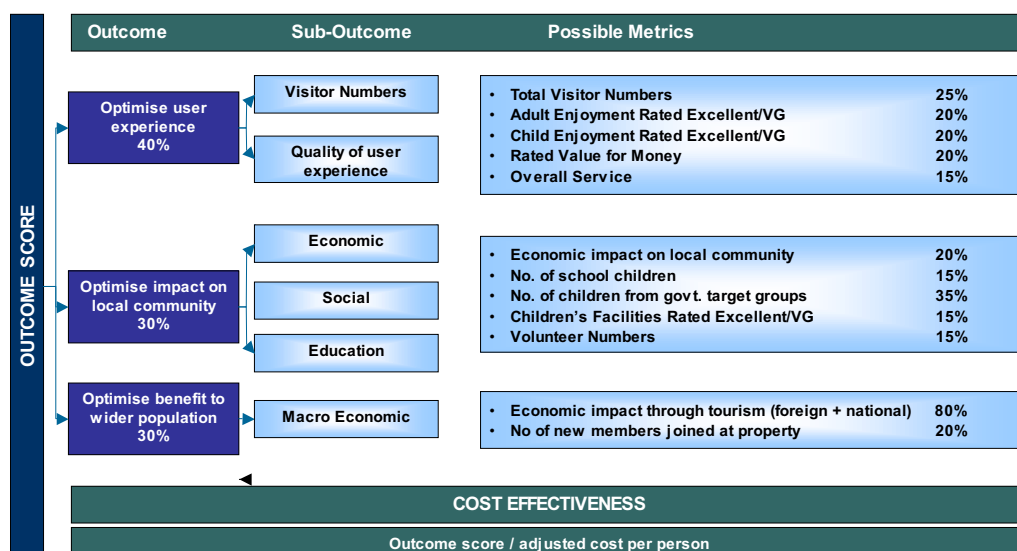 Outcome Sub-Outcome Possible Metrics
OUTCOME SCORE
Optimise user
experience
40%
Visitor Numbers
Quality of user
experience
• Total Visitor Numbers 25%
• Adult Enjoyment Rated Excellent/VG 20%
• Child Enjoyment Rated Excellent/VG 20%
• Rated Value for Money 20%
• Overall Service 15%
Optimise impact on
local community
30%
Economic
Social
Education
• Economic impact on local community 20%
• No. of school children 15%
• No. of children from govt. target groups 35%
• Children's Facilities Rated Excellent/VG 15%
• Volunteer Numbers 15%
Optimise benefit to
wider population
30%
Macro Economic
• Economic impact through tourism (foreign + national) 80%
• No of new members joined at property 20%
COST EFFECTIVENESS
Outcome score / adjusted cost per person